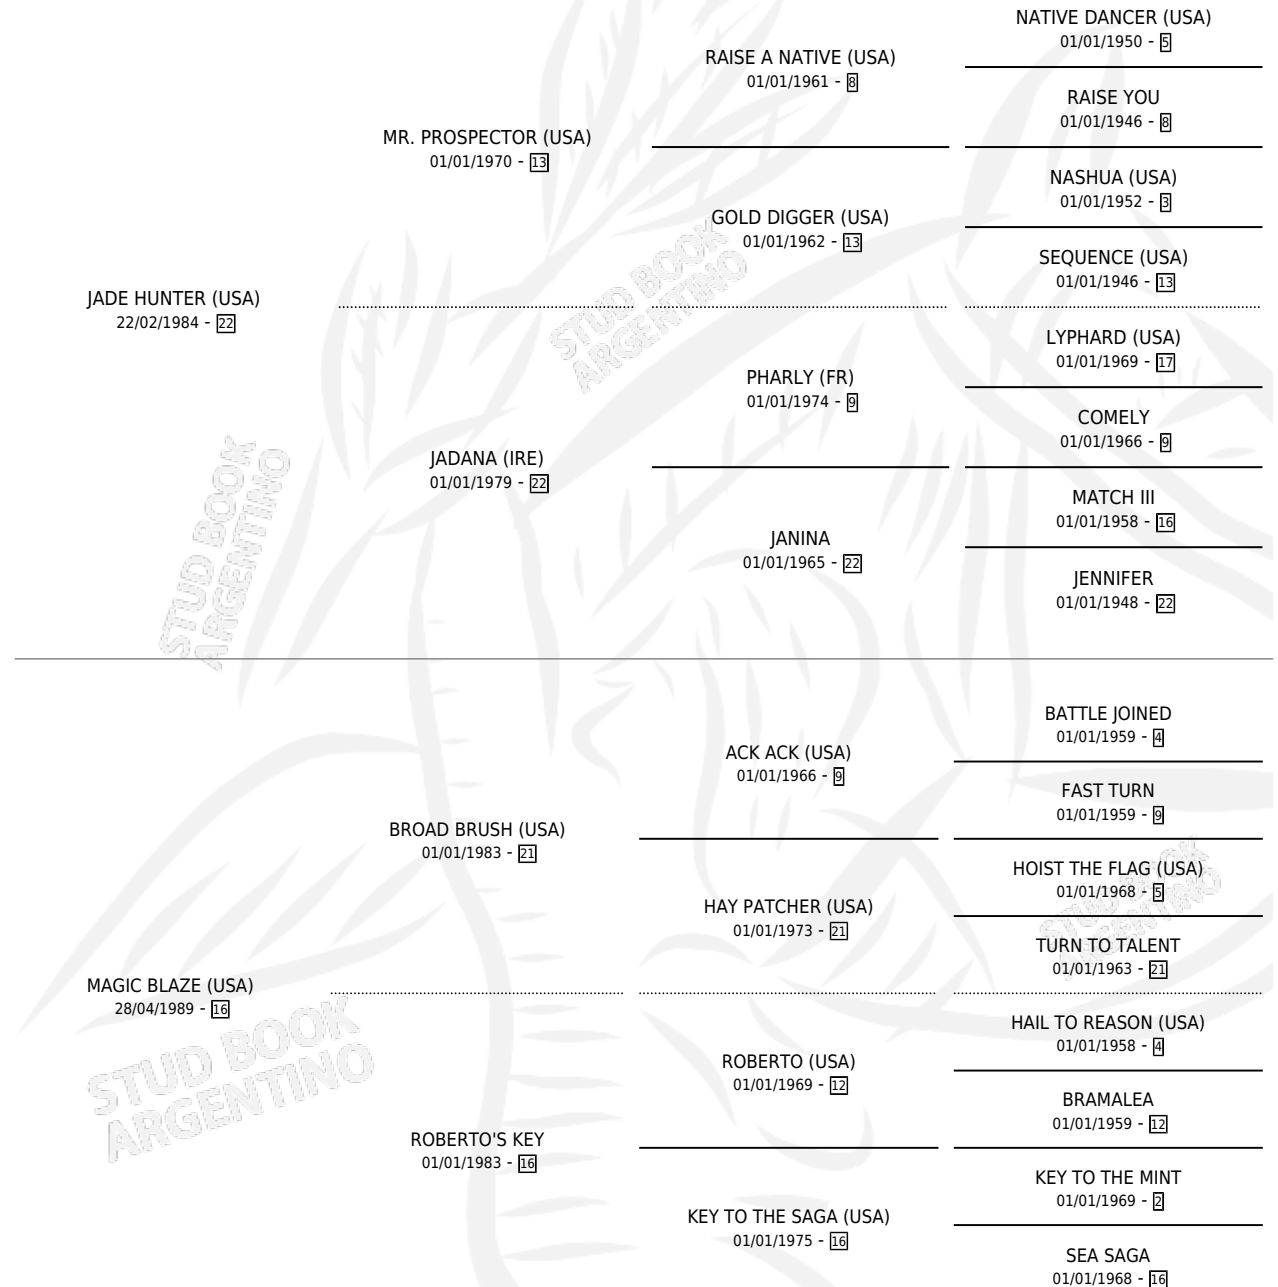 NATIVE DANCER (USA)
01/01/1950 - 5
RAISE A NATIVE (USA)
01/01/1961 - 8
RAISE YOU
01/01/1946 - 8
MR. PROSPECTOR (USA)
01/01/1970 - 13
NASHUA (USA)
01/01/1952 - 3
GOLD DIGGER (USA)
01/01/1962 - 13
SEQUENCE (USA)
01/01/1946 - 13
JADE HUNTER (USA)
22/02/1984 - 22
STUD BOOK
ARGENTINO
LYPHARD (USA)
01/01/1969 - 17
PHARLY (FR)
01/01/1974 - 9
COMELY
01/01/1966 - 9
JADANA (IRE)
01/01/1979 - 22
MATCH III
01/01/1958 - 16
JANINA
01/01/1965 - 22
JENNIFER
01/01/1948 - 22
STUD BOOK
ARGENTINO
BATTLE JOINED
01/01/1959 - 4
ACK ACK (USA)
01/01/1966 - 9
FAST TURN
01/01/1959 - 9
BROAD BRUSH (USA)
01/01/1983 - 21
HOIST THE FLAG (USA)
01/01/1968 - 5
HAY PATCHER (USA)
01/01/1973 - 21
STUD BOOK
ARGENTINO
TURN TO TALENT
01/01/1963 - 21
MAGIC BLAZE (USA)
28/04/1989 - 16
STUD BOOK
ARGENTINO
HAIL TO REASON (USA)
01/01/1958 - 4
ROBERTO (USA)
01/01/1969 - 12
BRAMALEA
01/01/1959 - 12
ROBERTO'S KEY
01/01/1983 - 16
KEY TO THE MINT
01/01/1969 - 2
KEY TO THE SAGA (USA)
01/01/1975 - 16
SEA SAGA
01/01/1968 - 16